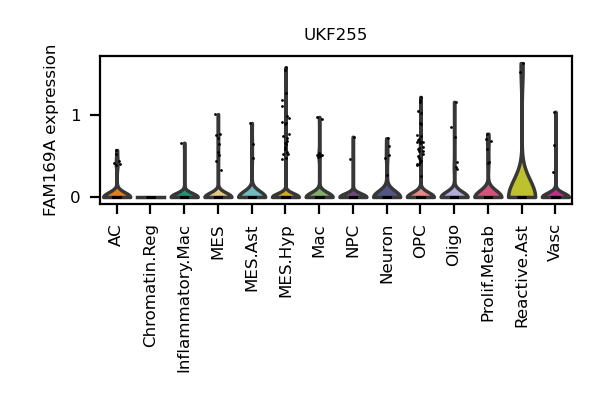 UKF255
FAM169A expression
1
0
AC
Chromatin.Reg
Inflammatory.Mac
MES
MES.Ast
MES.Hyp
Mac
NPC
Neuron
OPC
Oligo
Prolif.Metab
Reactive.Ast
Vasc